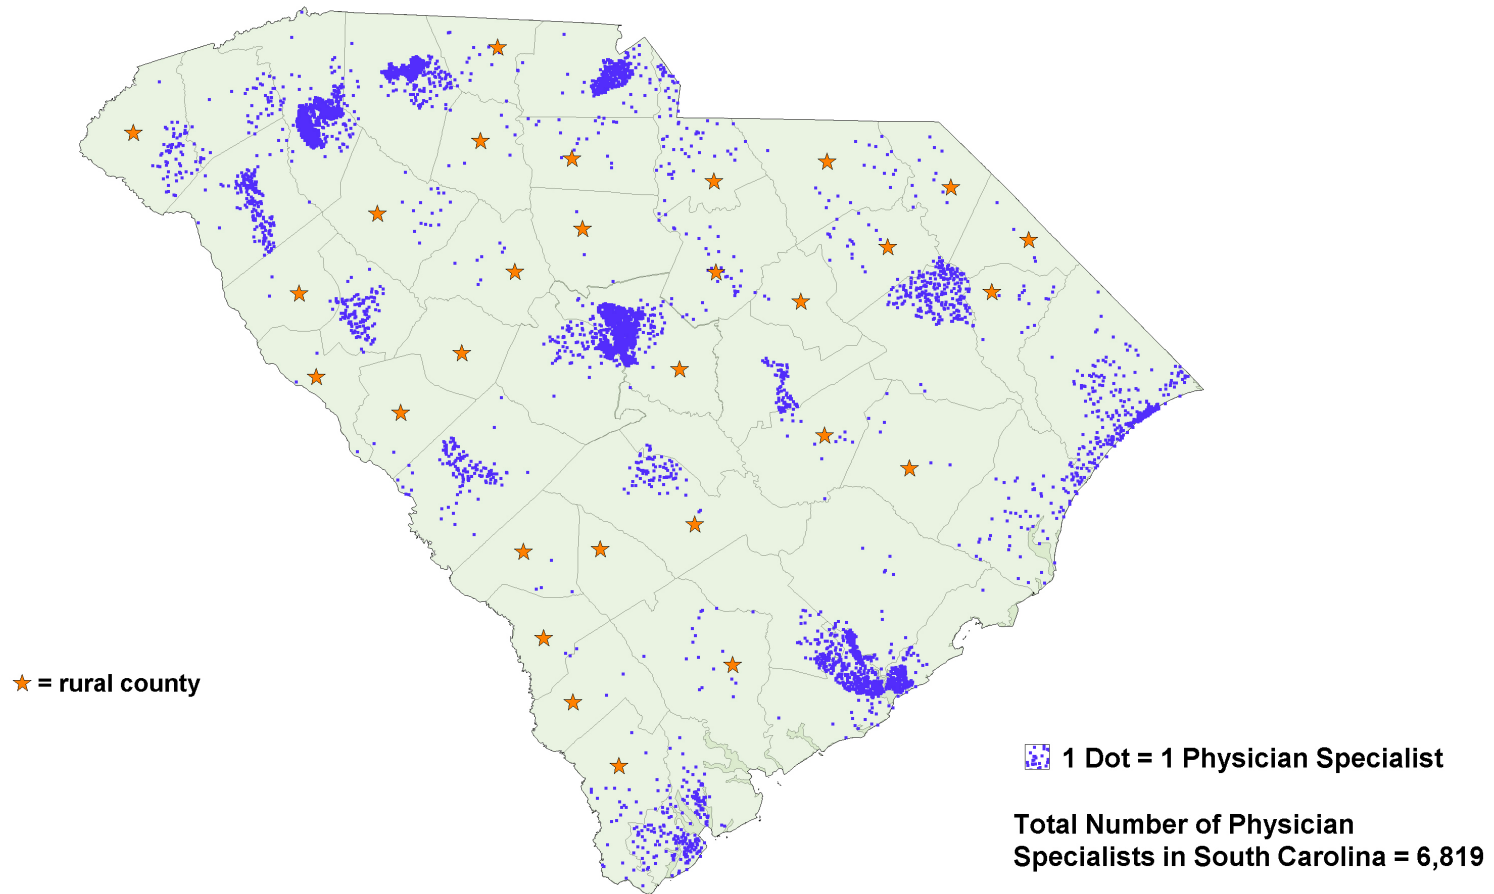 = rural county
1 Dot = 1 Physician Specialist
Total Number of Physician
Specialists in South Carolina = 6,819